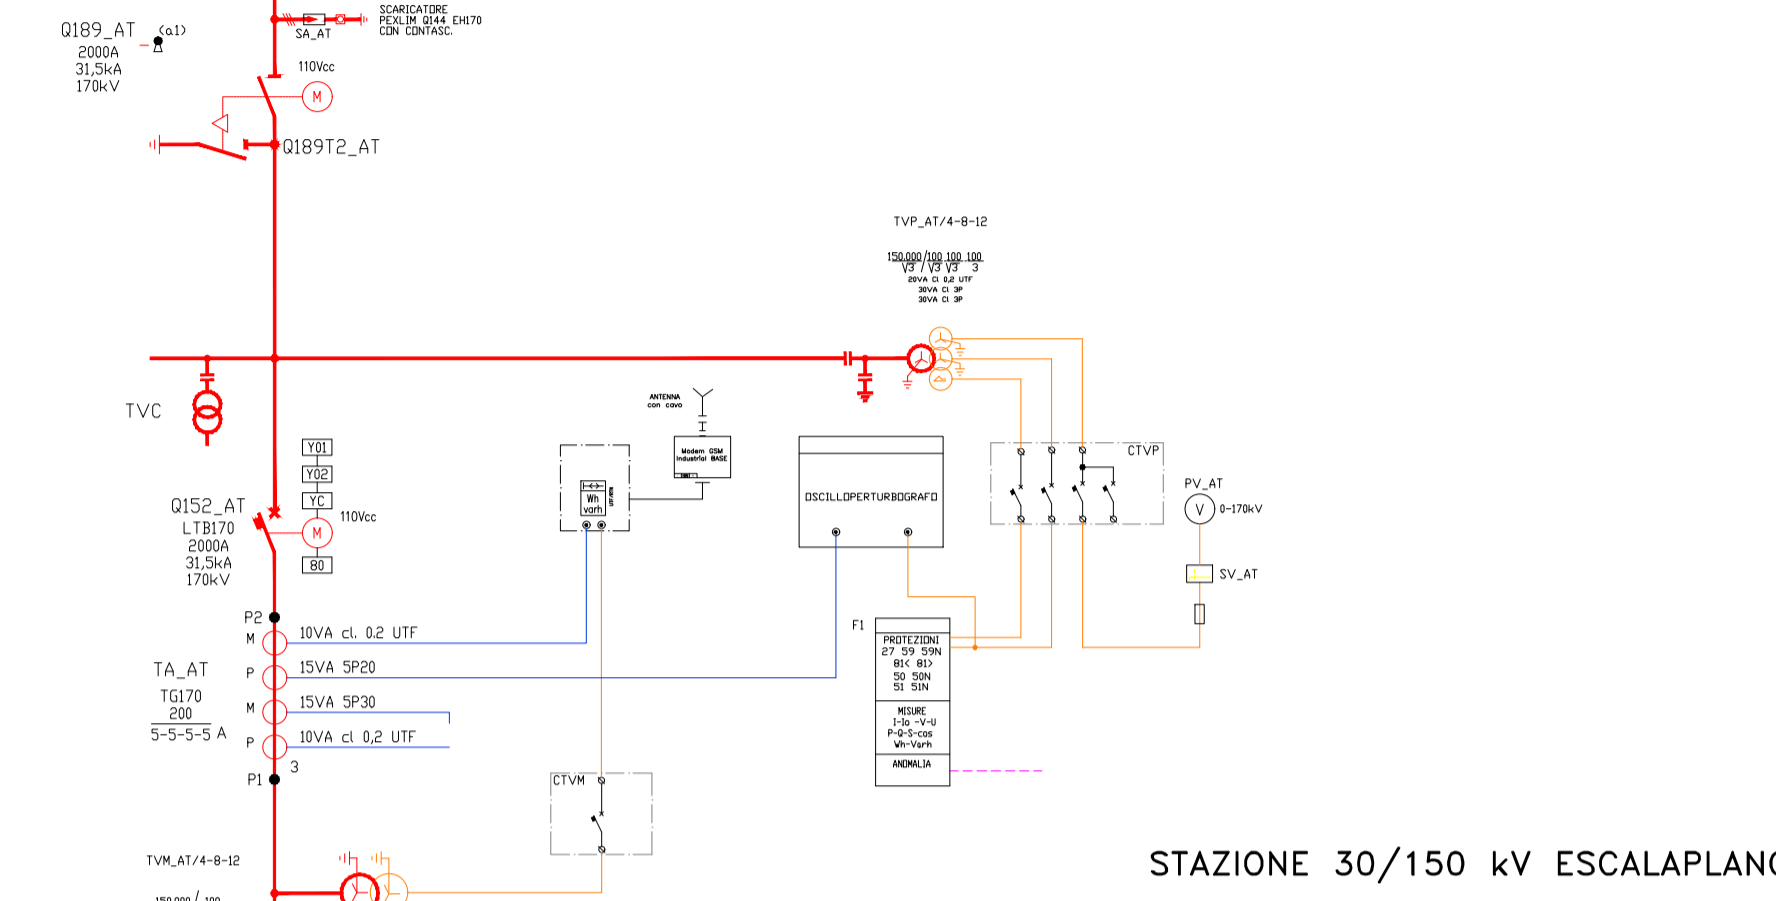 SCARICATORE
PEXLIM Q144 EH170
CON CONTASC.
SA_AT
Q189_AT
(a1)
2000A
31,5kA
170kV
110Vcc
M
Q189T2_AT
TVP_AT/4-8-12
150.000/100 100 100
√3 / √3 √3 3
20VA Cl 0,2 UTF
30VA Cl 3P
30VA Cl 3P
TVC
ANTENNA
con cavo
Modem GSM
Industrial BASE
Y01
Y02
YC
M
80
110Vcc
Q152_AT
LTB170
2000A
31,5kA
170kV
Wh
varh
OSCILLOPERTURBOGRAFO
CTVP
PV_AT
V
0-170kV
SV_AT
P2
M
10VA cl. 0.2 UTF
P
15VA 5P20
M
15VA 5P30
P
10VA cl 0,2 UTF
3
P1
TA_AT
TG170
200
5-5-5-5 A
F1
PROTEZIONI
27 59 59N
81< 81>
50 50N
51 51N
MISURE
I-Io -V-U
P-Q-S-cos
Wh-Varh
ANOMALIA
CTVM
TVM_AT/4-8-12
150.000/ 100
STAZIONE 30/150 kV ESCALAPLANO